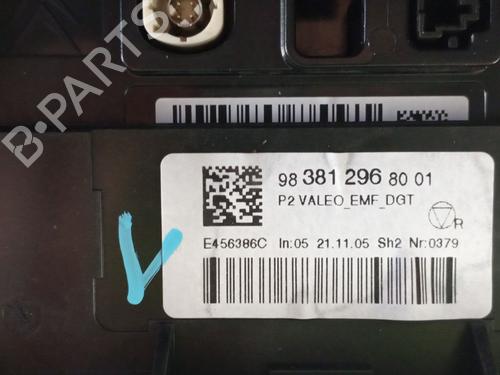 B-PARTS
98 381 296 80 01
P2 VALEO_EMF_DGT
R
E456386C In:05 21.11.05 Sh2 Nr:0379